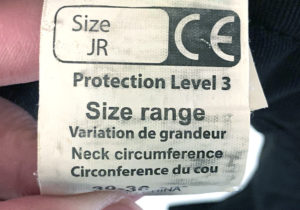 Size
JR
CE
Protection Level 3
Size range
Variation de grandeur
Neck circumference
Circonference du cou